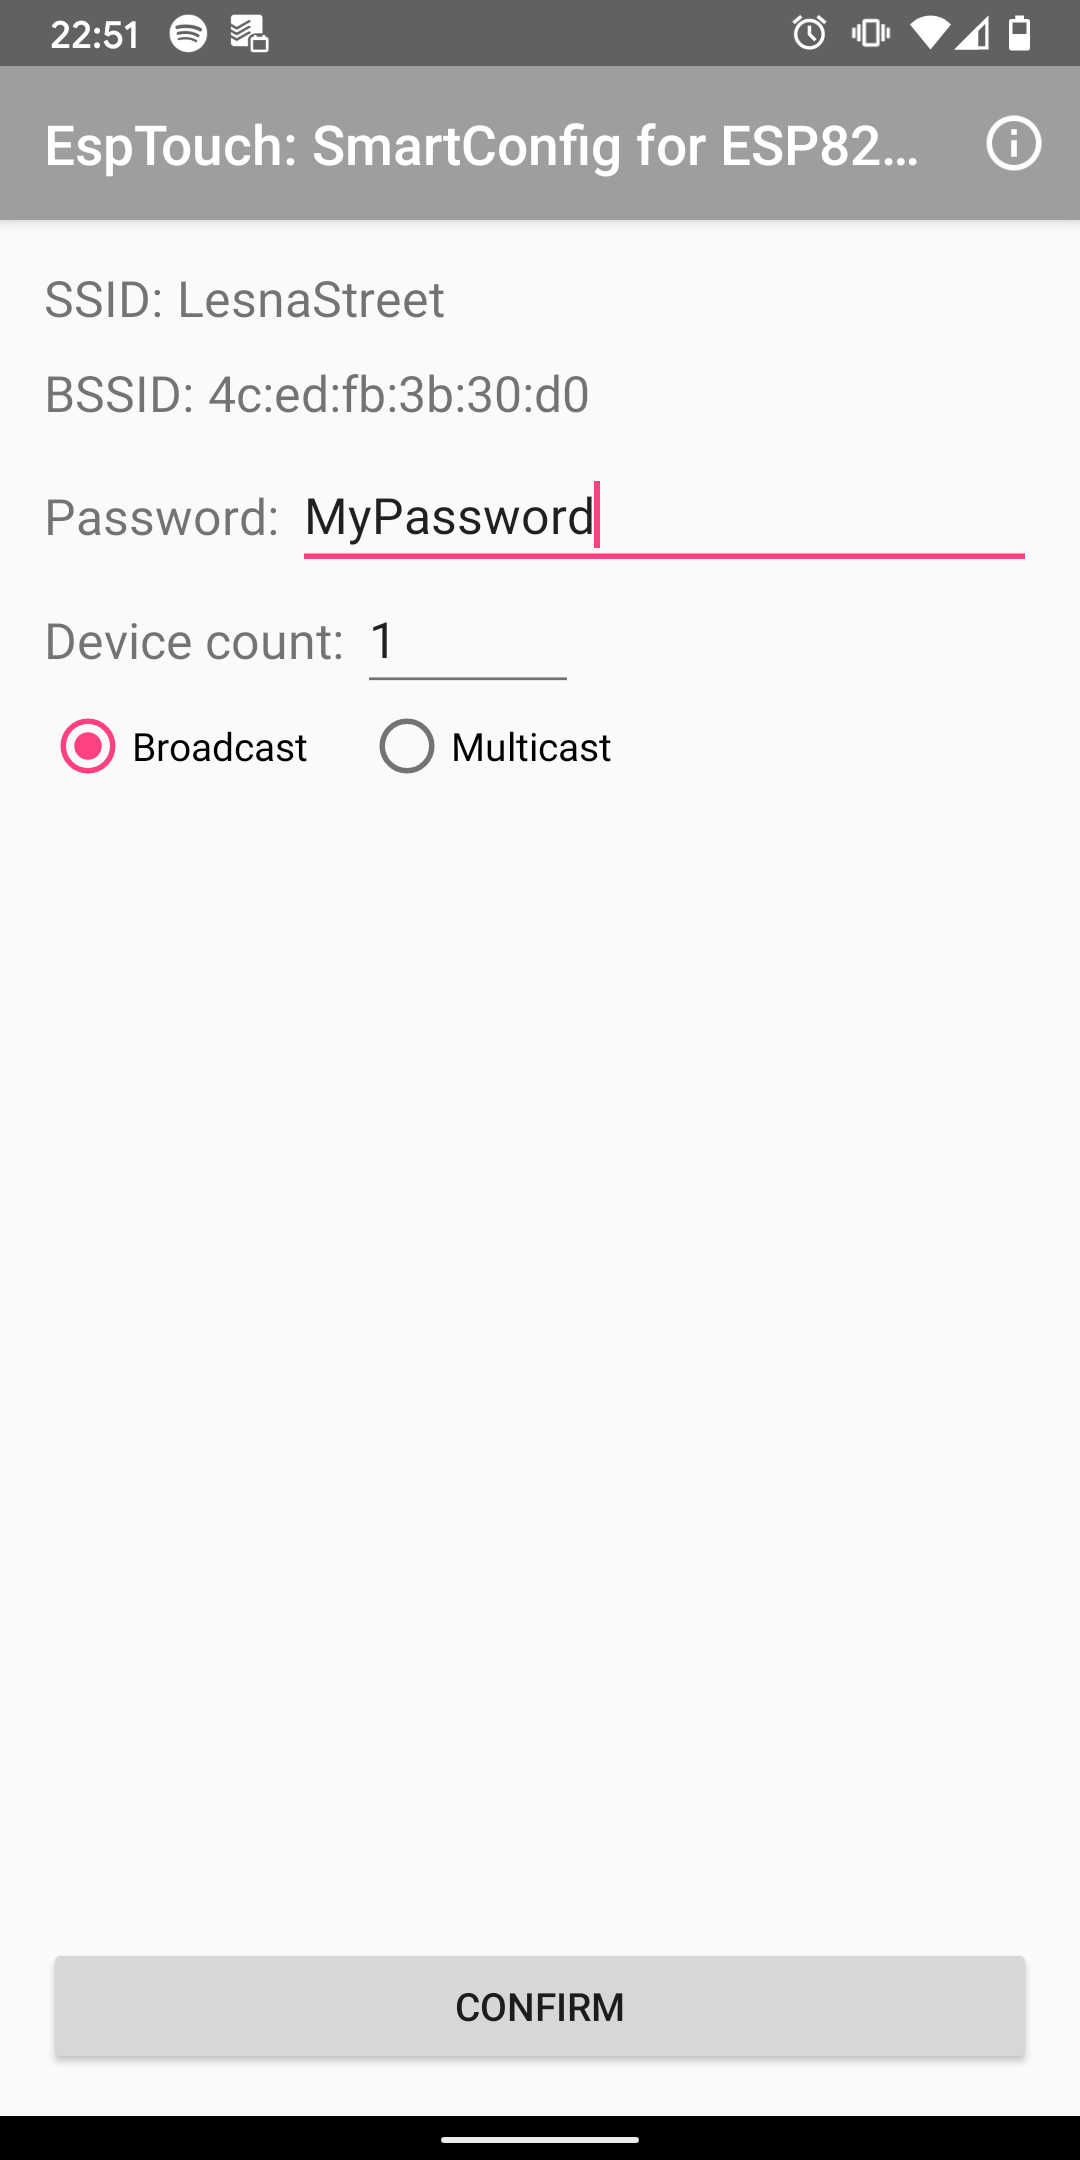 22:51
EspTouch: SmartConfig for ESP82...
SSID: LesnaStreet
BSSID: 4c:ed:fb:3b:30:d0
Password: MyPassword
Device count: 1
Broadcast Multicast
CONFIRM